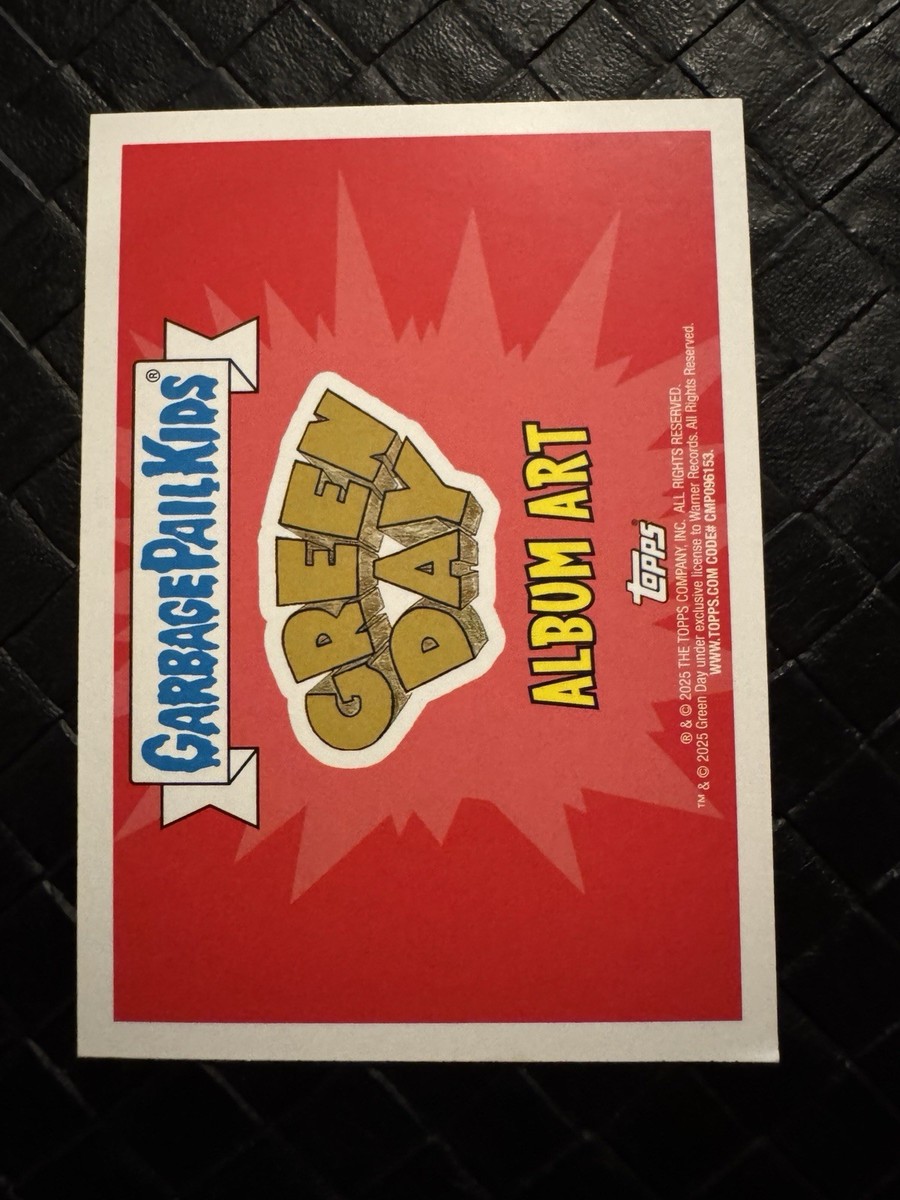 GARBAGE PAIL KIDS®
GREEN
DAY
ALBUM ART
topps
® & © 2025 THE TOPPS COMPANY, INC. ALL RIGHTS RESERVED.
™ & © 2025 Green Day under exclusive license to Warner Records. All Rights Reserved.
WWW.TOPPS.COM CODE# CMP096153.